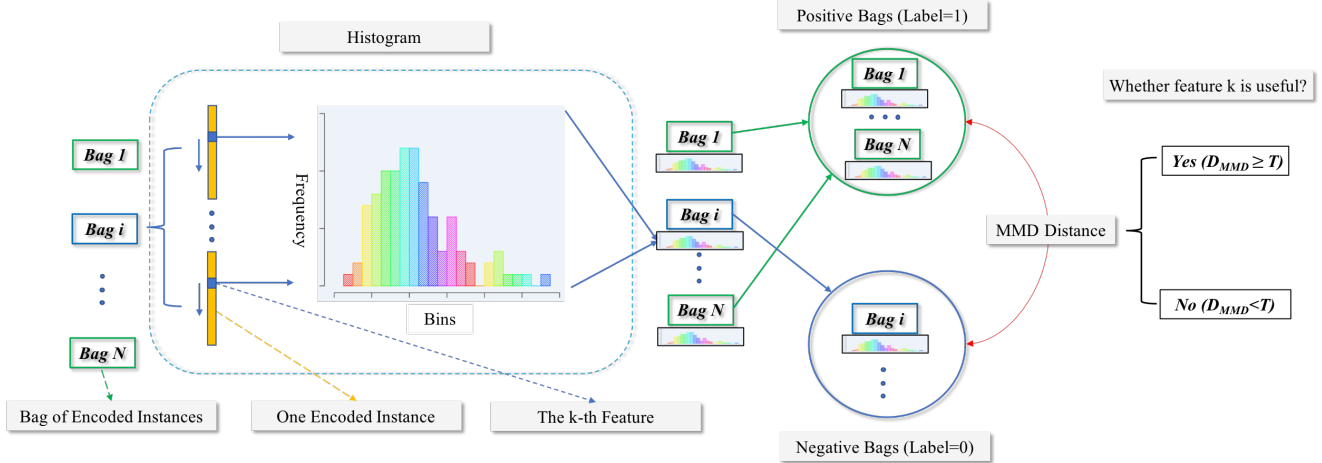 Positive Bags (Label=1)
Histogram
Bag 1
Whether feature k is useful?
Bag 1
Bag 1
Bag N
Yes (D_MMD ≥ T)
Frequency
Bag i
Bag i
MMD Distance
Bag N
No (D_MMD<T)
Bins
Bag i
Bag N
Bag of Encoded Instances
One Encoded Instance
The k-th Feature
Negative Bags (Label=0)